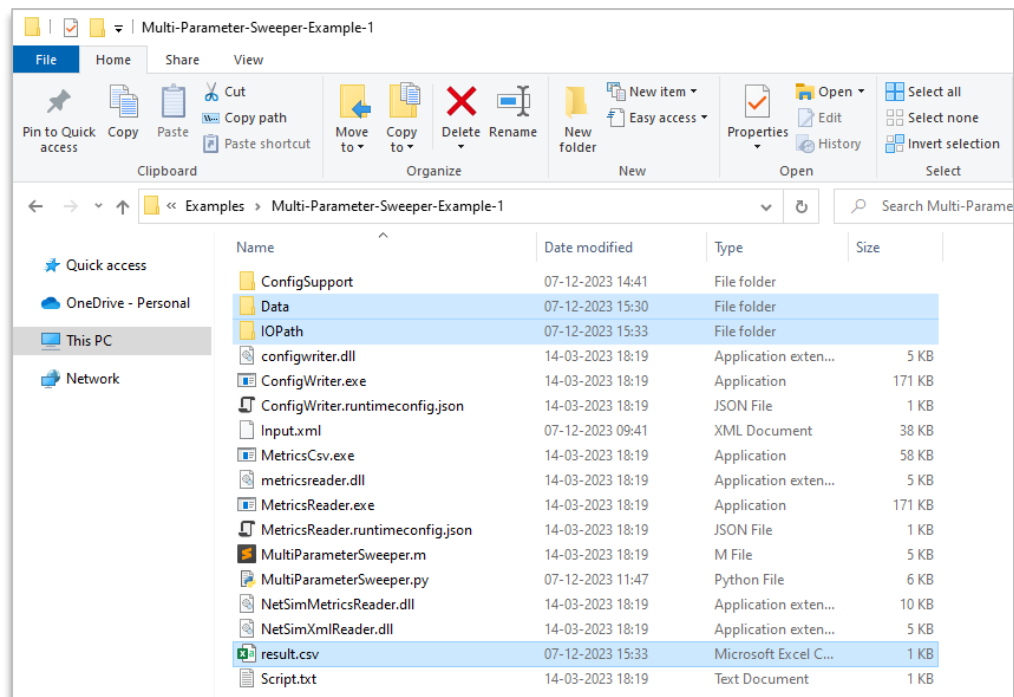 Multi-Parameter-Sweeper-Example-1
File Home Share View
Pin to Quick access
Copy
Paste
Cut
Copy path
Paste shortcut
Move to
Copy to
Delete
Rename
New folder
New item
Easy access
Properties
Open
Edit
History
Select all
Select none
Invert selection
Clipboard Organize New Open Select
« Examples > Multi-Parameter-Sweeper-Example-1 Search Multi-Parame
Quick access
OneDrive - Personal
This PC
Network
Name Date modified Type Size
ConfigSupport 07-12-2023 14:41 File folder
Data 07-12-2023 15:30 File folder
IOPath 07-12-2023 15:33 File folder
configwriter.dll 14-03-2023 18:19 Application exten... 5 KB
ConfigWriter.exe 14-03-2023 18:19 Application 171 KB
ConfigWriter.runtimeconfig.json 14-03-2023 18:19 JSON File 1 KB
Input.xml 07-12-2023 09:41 XML Document 38 KB
MetricsCsv.exe 14-03-2023 18:19 Application 58 KB
metricsreader.dll 14-03-2023 18:19 Application exten... 5 KB
MetricsReader.exe 14-03-2023 18:19 Application 171 KB
MetricsReader.runtimeconfig.json 14-03-2023 18:19 JSON File 1 KB
MultiParameterSweeper.m 14-03-2023 18:19 M File 5 KB
MultiParameterSweeper.py 07-12-2023 11:47 Python File 6 KB
NetSimMetricsReader.dll 14-03-2023 18:19 Application exten... 10 KB
NetSimXmlReader.dll 14-03-2023 18:19 Application exten... 5 KB
result.csv 07-12-2023 15:33 Microsoft Excel C... 1 KB
Script.txt 14-03-2023 18:19 Text Document 1 KB